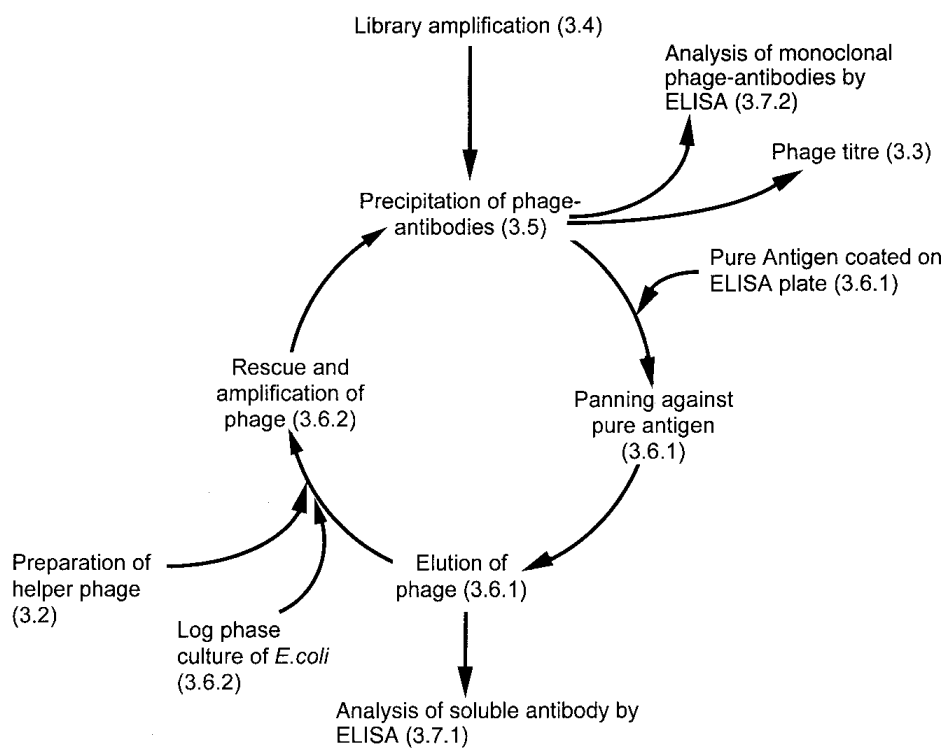 Library amplification (3.4)
Analysis of monoclonal
phage-antibodies by
ELISA (3.7.2)
Phage titre (3.3)
Precipitation of phage-
antibodies (3.5)
Pure Antigen coated on
ELISA plate (3.6.1)
Rescue and
amplification of
phage (3.6.2)
Panning against
pure antigen
(3.6.1)
Preparation of
helper phage
(3.2)
Elution of
phage (3.6.1)
Log phase
culture of E.coli
(3.6.2)
Analysis of soluble antibody by
ELISA (3.7.1)